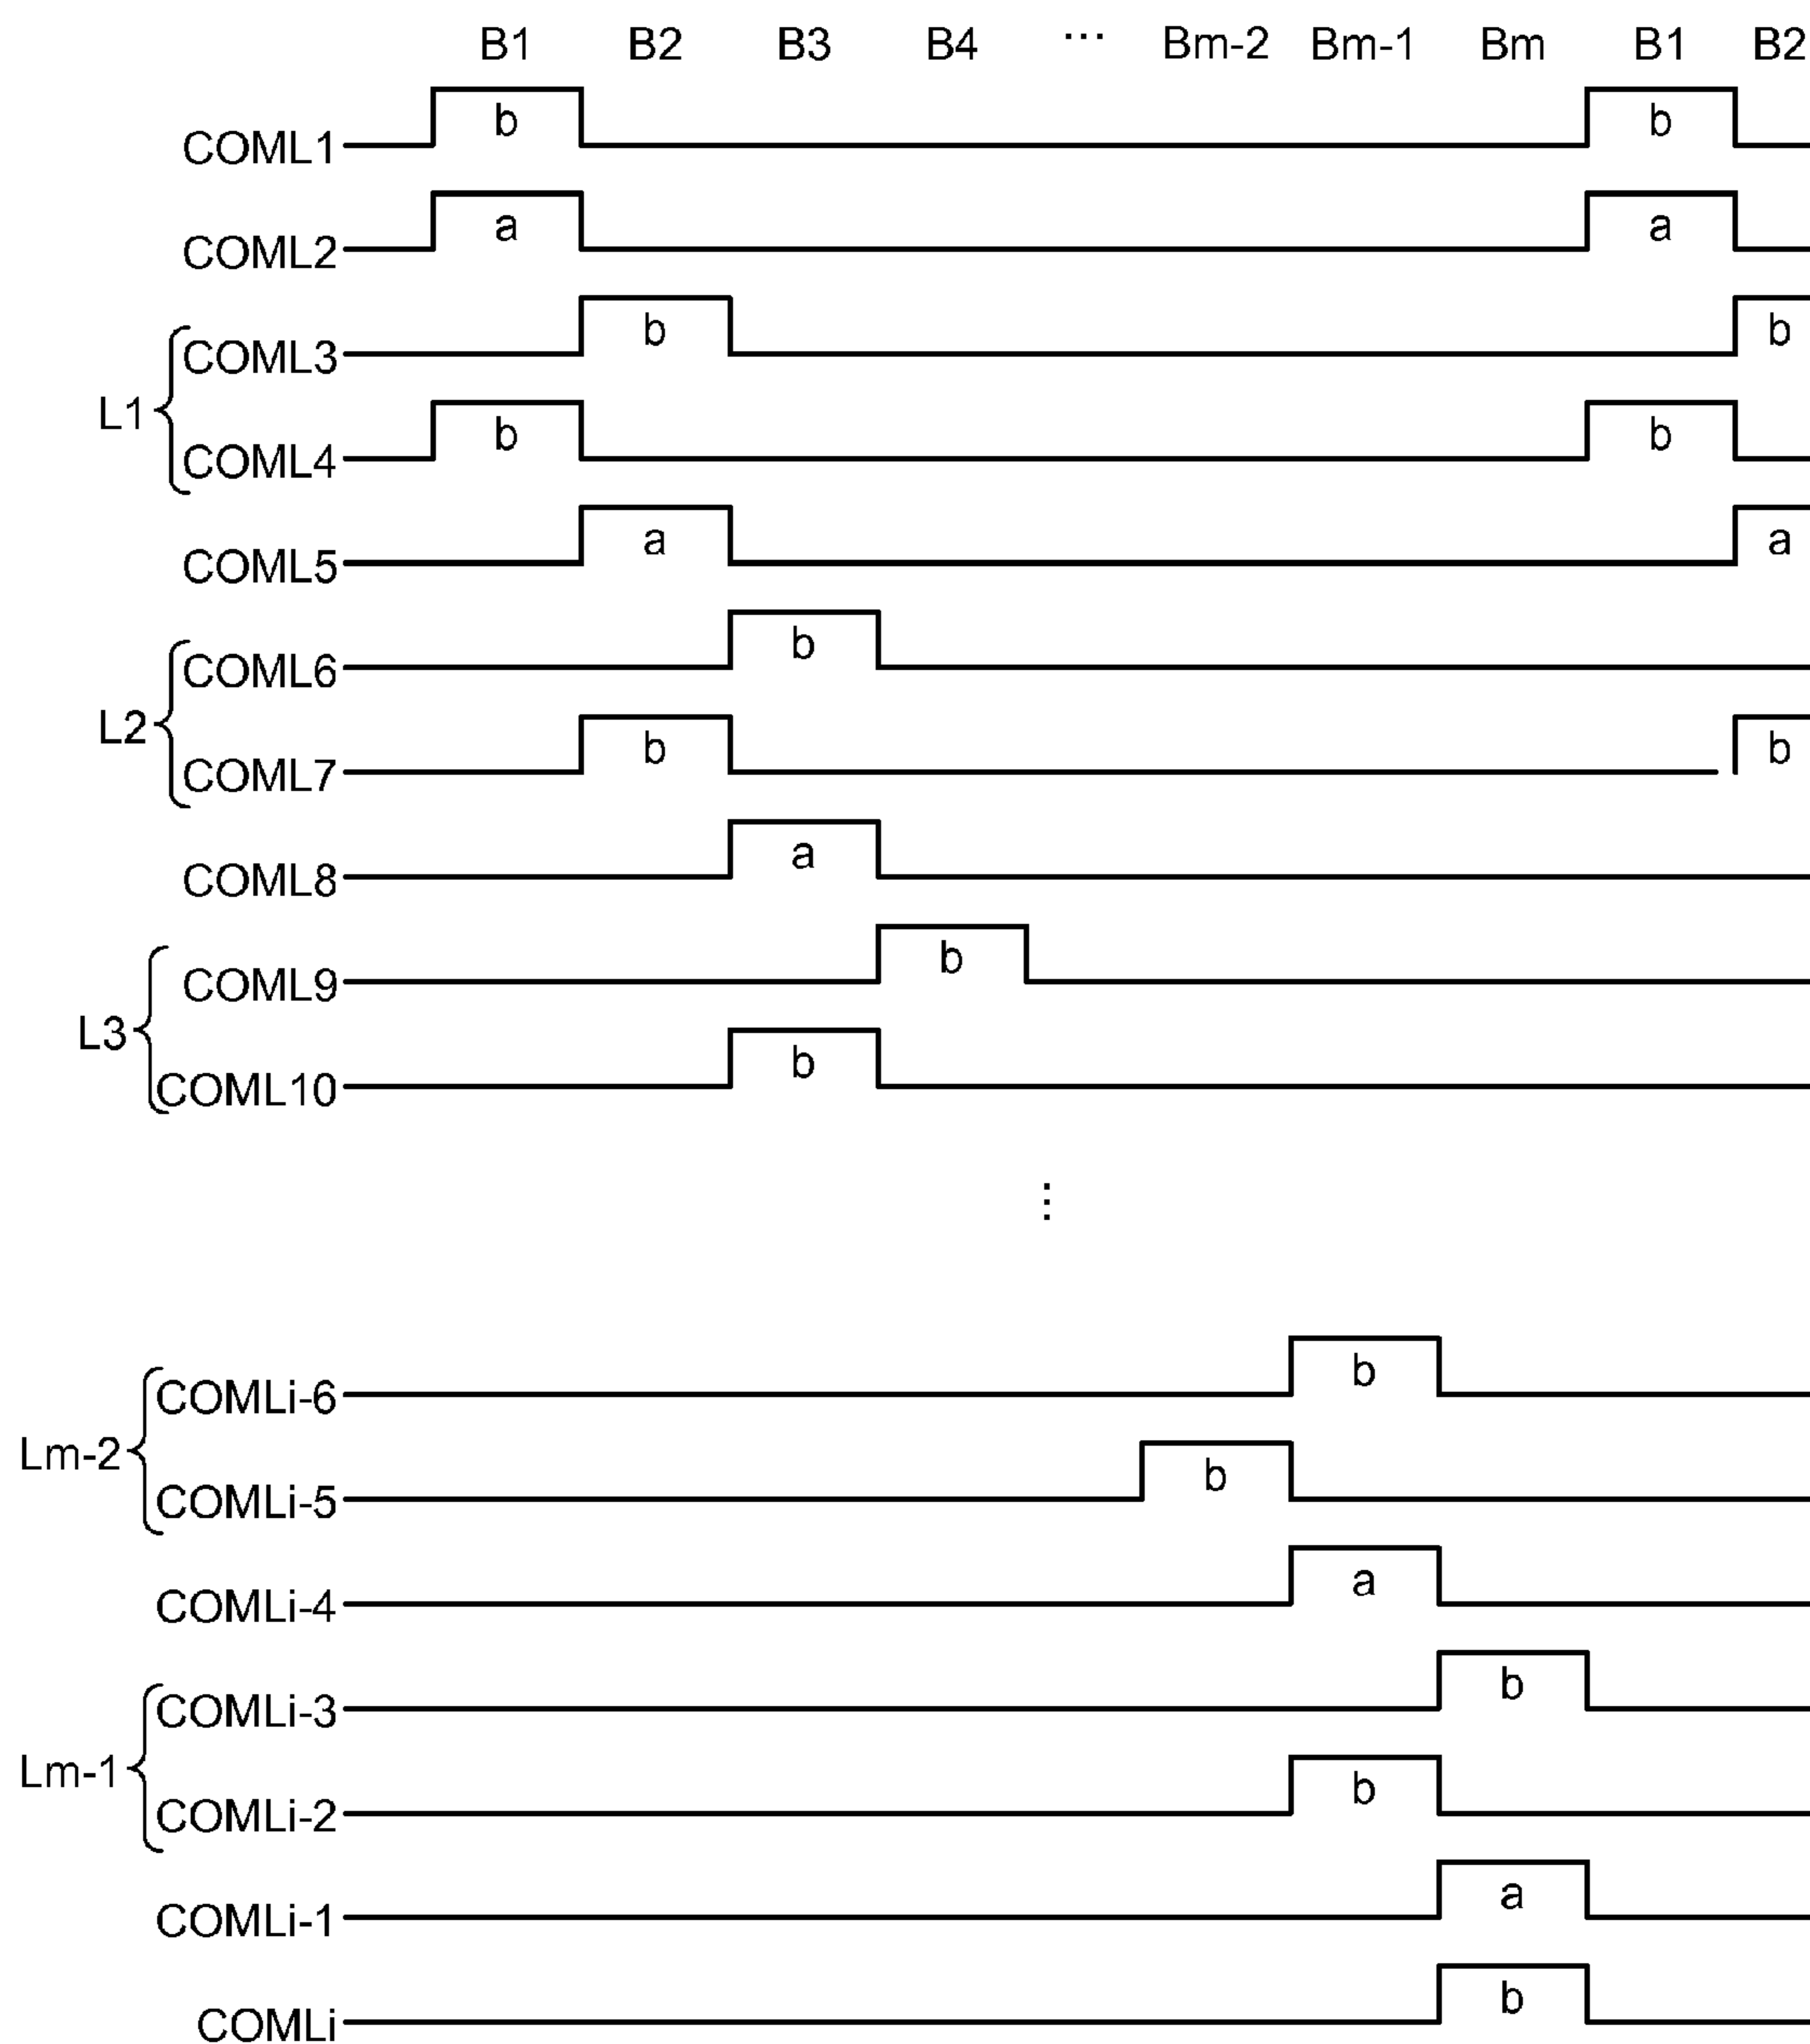 B1 B2 B3 B4 ... Bm-2 Bm-1 Bm B1 B2
COML1 b b
COML2 a a
COML3 b b
L1
COML4 b b
COML5 a a
COML6 b
L2
COML7 b b
COML8 a
COML9 b
L3
COML10 b
⋮
COMLi-6 b
Lm-2
COMLi-5 b
COMLi-4 a
COMLi-3 b
Lm-1
COMLi-2 b
COMLi-1 a
COMLi b